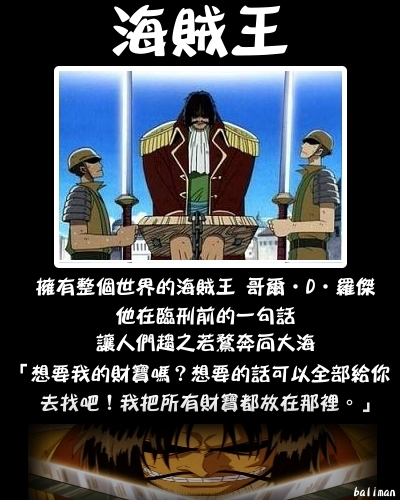 海賊王
擁有整個世界的海賊王 哥爾·D·羅傑
他在臨刑前的一句話
讓人們趨之若鶩奔向大海
「想要我的財寶嗎？想要的話可以全部給你
去找吧！我把所有財寶都放在那裡。」
baliman